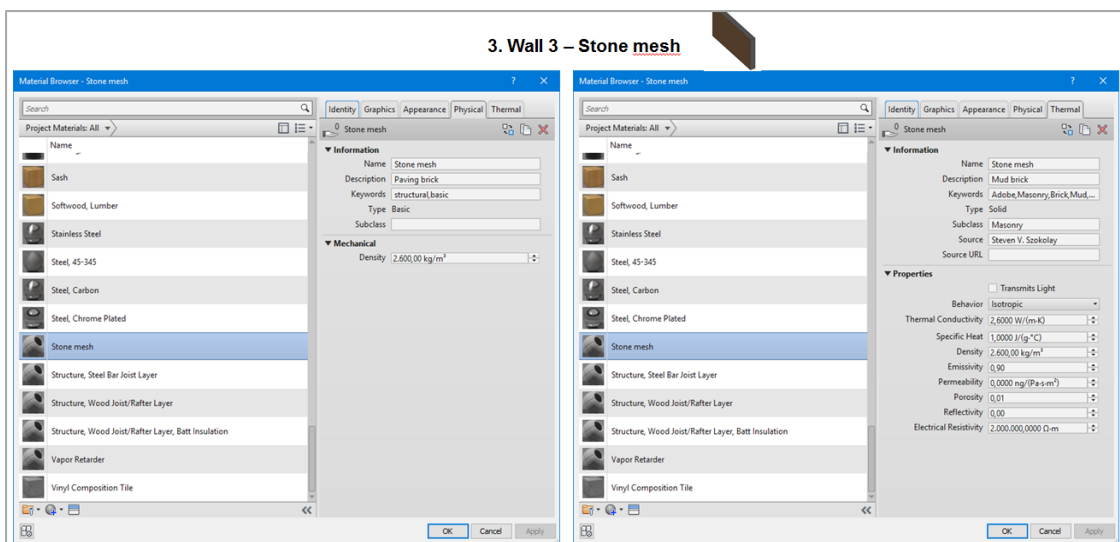 3. Wall 3 – Stone mesh
Material Browser - Stone mesh
?
Search
Project Materials: All
Name
Sash
Softwood, Lumber
Stainless Steel
Steel, 45-345
Steel, Carbon
Steel, Chrome Plated
Stone mesh
Structure, Steel Bar Joist Layer
Structure, Wood Joist/Rafter Layer
Structure, Wood Joist/Rafter Layer, Batt Insulation
Vapor Retarder
Vinyl Composition Tile
Identity Graphics Appearance Physical Thermal
0 Stone mesh
Information
Name Stone mesh
Description Paving brick
Keywords structural,basic
Type Basic
Subclass
Mechanical
Density 2.600,00 kg/m³
OK Cancel Apply
Material Browser - Stone mesh
?
Search
Project Materials: All
Name
Sash
Softwood, Lumber
Stainless Steel
Steel, 45-345
Steel, Carbon
Steel, Chrome Plated
Stone mesh
Structure, Steel Bar Joist Layer
Structure, Wood Joist/Rafter Layer
Structure, Wood Joist/Rafter Layer, Batt Insulation
Vapor Retarder
Vinyl Composition Tile
Identity Graphics Appearance Physical Thermal
0 Stone mesh
Information
Name Stone mesh
Description Mud brick
Keywords Adobe,Masonry,Brick,Mud,...
Type Solid
Subclass Masonry
Source Steven V. Szokolay
Source URL
Properties
Transmits Light
Behavior Isotropic
Thermal Conductivity 2,6000 W/(m·K)
Specific Heat 1,0000 J/(g·°C)
Density 2.600,00 kg/m³
Emissivity 0,90
Permeability 0,0000 ng/(Pa·s·m²)
Porosity 0,01
Reflectivity 0,00
Electrical Resistivity 2.000.000,0000 Ω·m
OK Cancel Apply